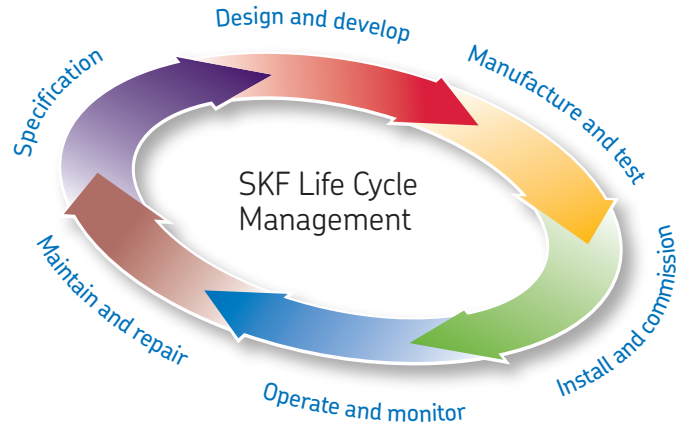 Design and develop
Manufacture and test
Specification
SKF Life Cycle
Management
Install and commission
Maintain and repair
Operate and monitor